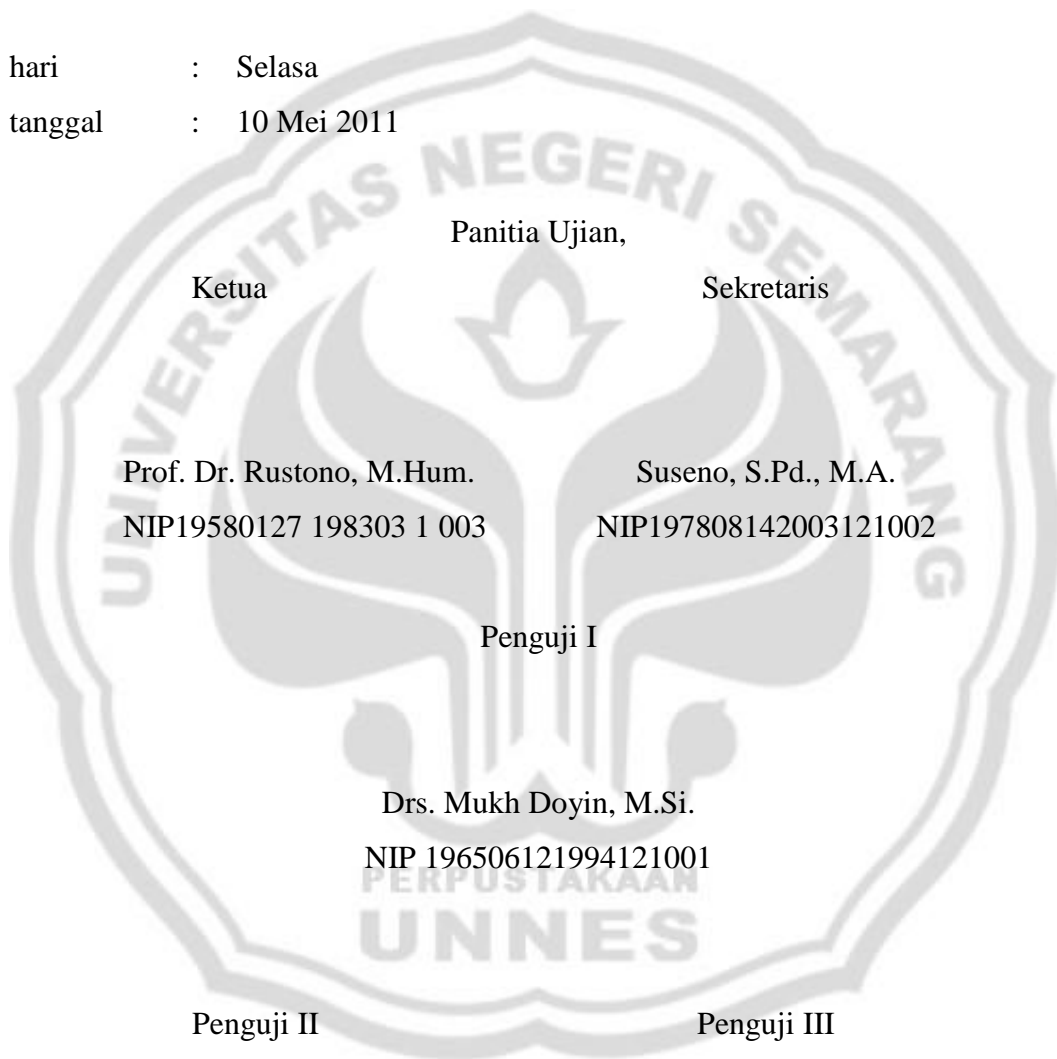 hari : Selasa
tanggal : 10 Mei 2011
Panitia Ujian,
Ketua Sekretaris
Prof. Dr. Rustono, M.Hum. Suseno, S.Pd., M.A.
NIP19580127 198303 1 003 NIP197808142003121002
Penguji I
Drs. Mukh Doyin, M.Si.
NIP 196506121994121001
Penguji II Penguji III
UNIVERSITAS NEGERI SEMARANG
PERPUSTAKAAN
UNNES